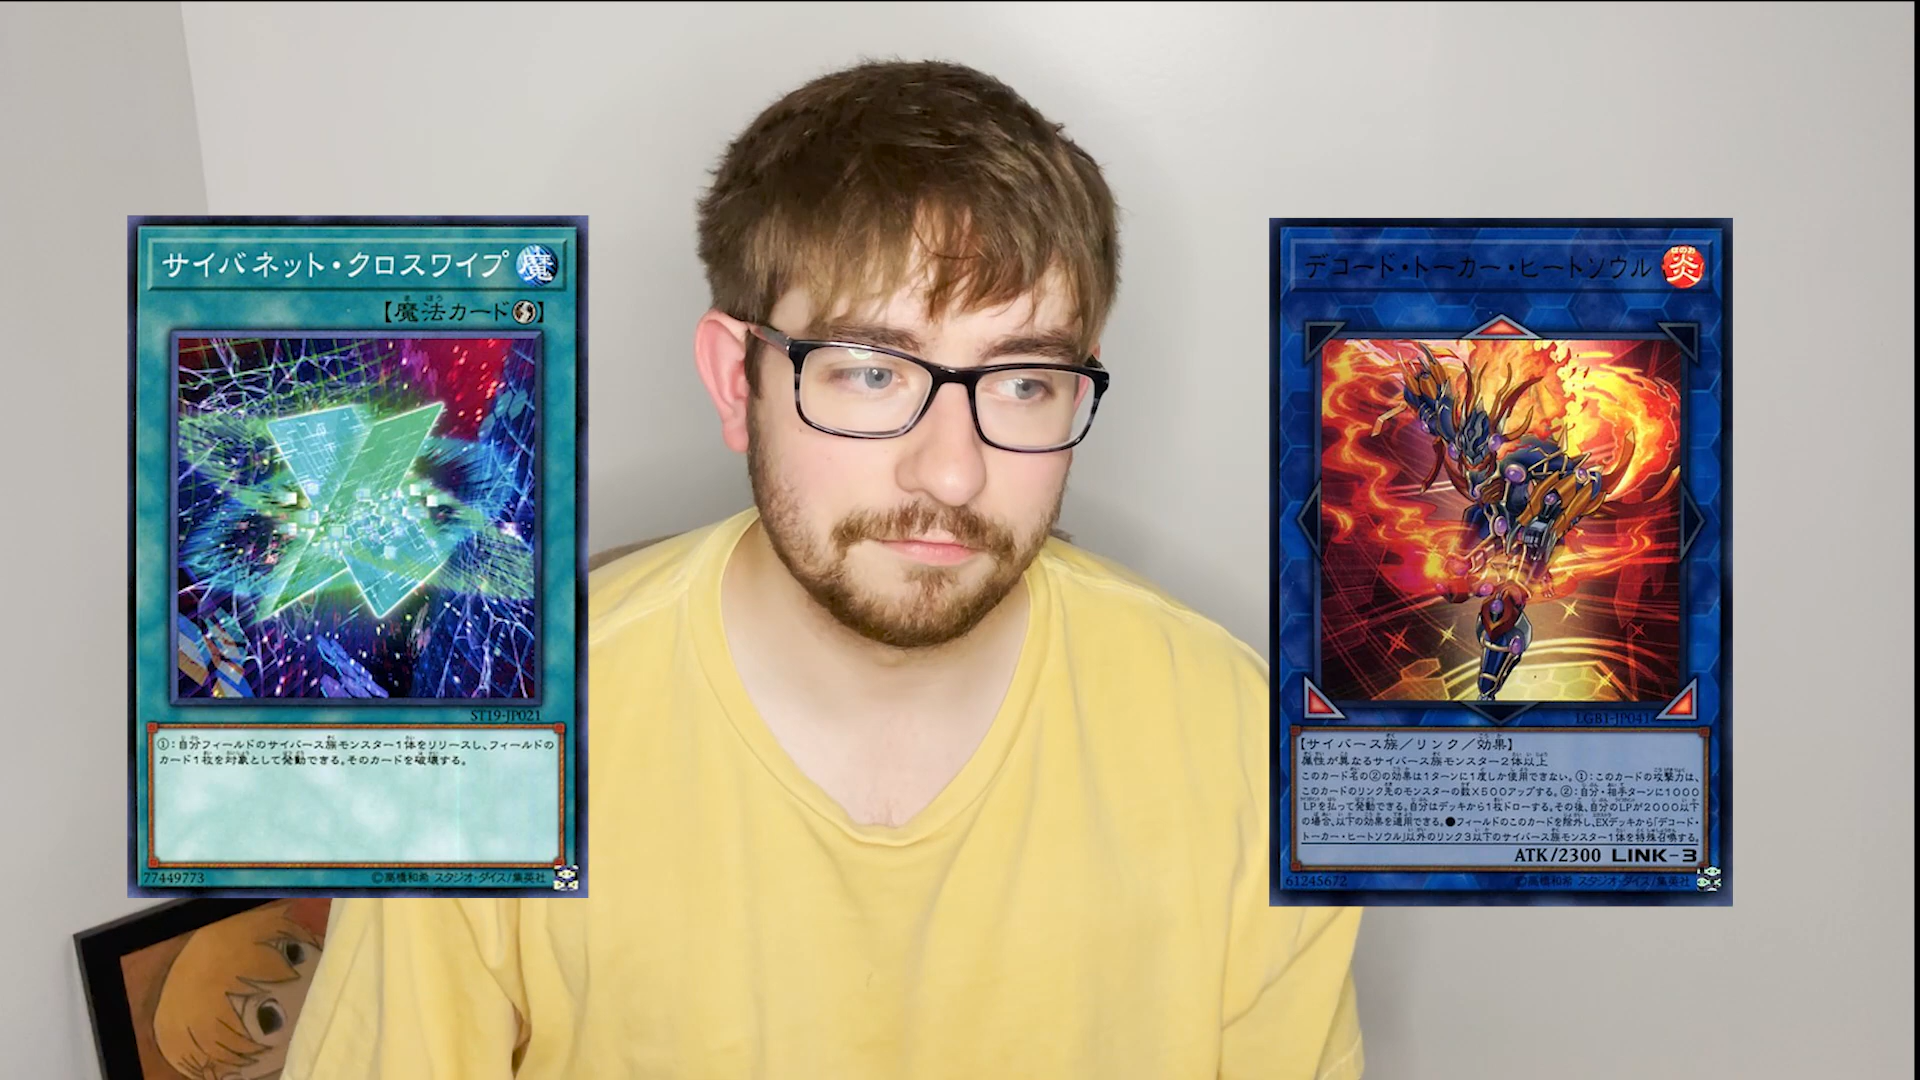 サイバネット・クロスワイプ 魔
【魔法カード】
ST19-JP021
①：自分フィールドのサイバース族モンスター1体をリリースし、フィールドの
カード1枚を対象として発動できる。そのカードを破壊する。
77449773 ©高橋和希 スタジオ・ダイス/集英社
デコード・トーカー・ヒートソウル 炎
LGB1-JP041
【サイバース族／リンク／効果】
属性が異なるサイバース族モンスター2体以上
このカード名の②の効果は1ターンに1度しか使用できない。①：このカードの攻撃力は、
このカードのリンク先のモンスターの数×500アップする。②：自分・相手ターンに1000
LPを払って発動できる。自分はデッキから1枚ドローする。その後、自分のLPが2000以下
の場合、以下の効果を適用できる。●フィールドのこのカードを除外し、EXデッキから「デコード・
トーカー・ヒートソウル」以外のリンク3以下のサイバース族モンスター1体を特殊召喚する。
ATK/2300 LINK-3
61245672 ©高橋和希 スタジオ・ダイス/集英社